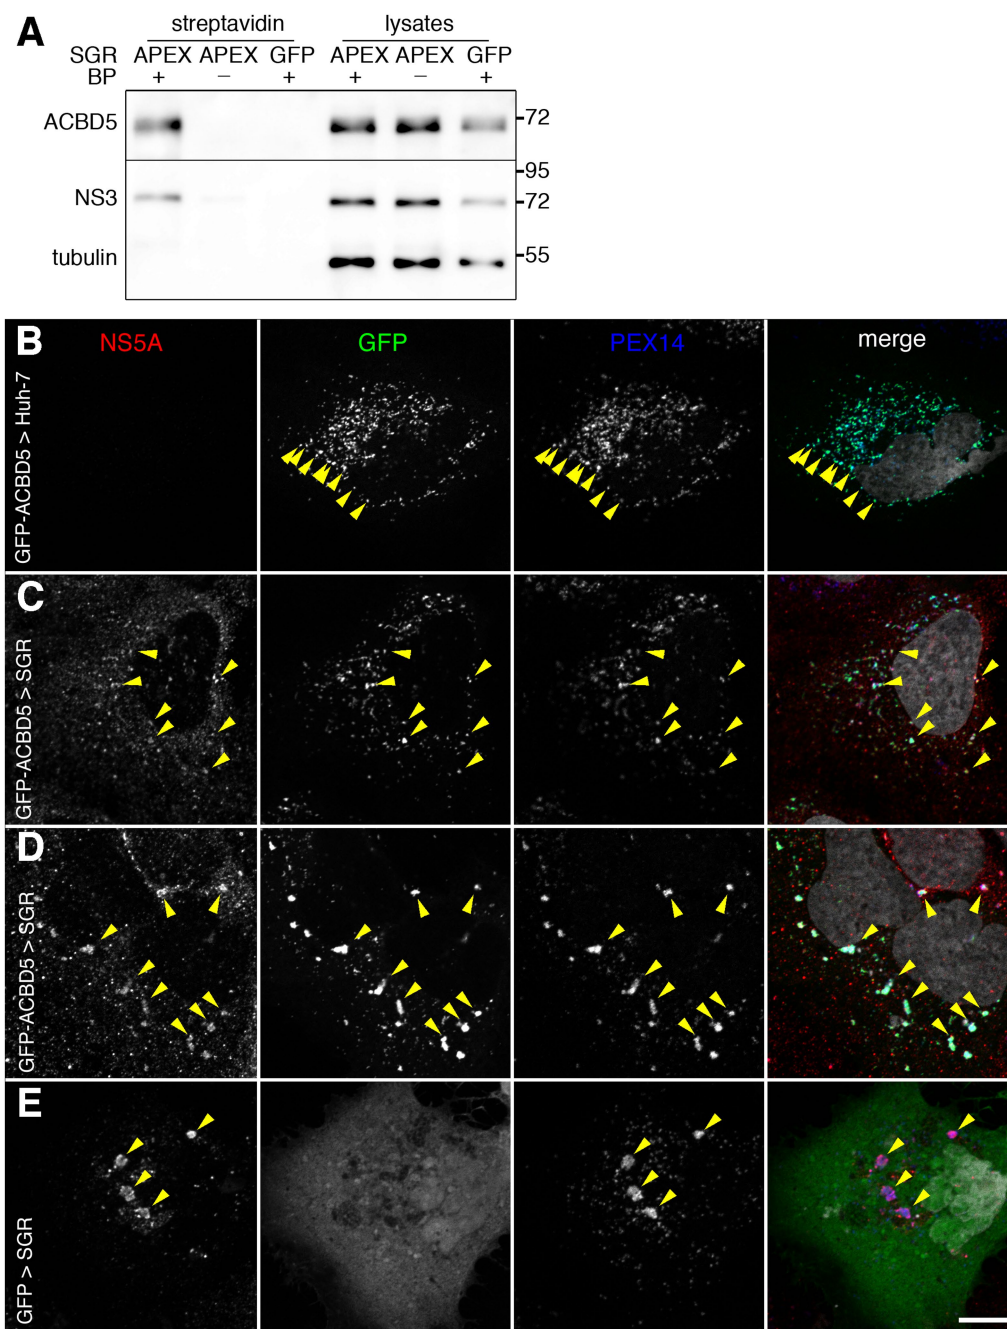 A
streptavidin lysates
SGR APEX APEX GFP APEX APEX GFP
BP + − + + − +
ACBD5
-72
-95
NS3
-72
tubulin
-55
B NS5A GFP PEX14 merge
GFP-ACBD5 > Huh-7
C
GFP-ACBD5 > SGR
D
GFP-ACBD5 > SGR
E
GFP > SGR